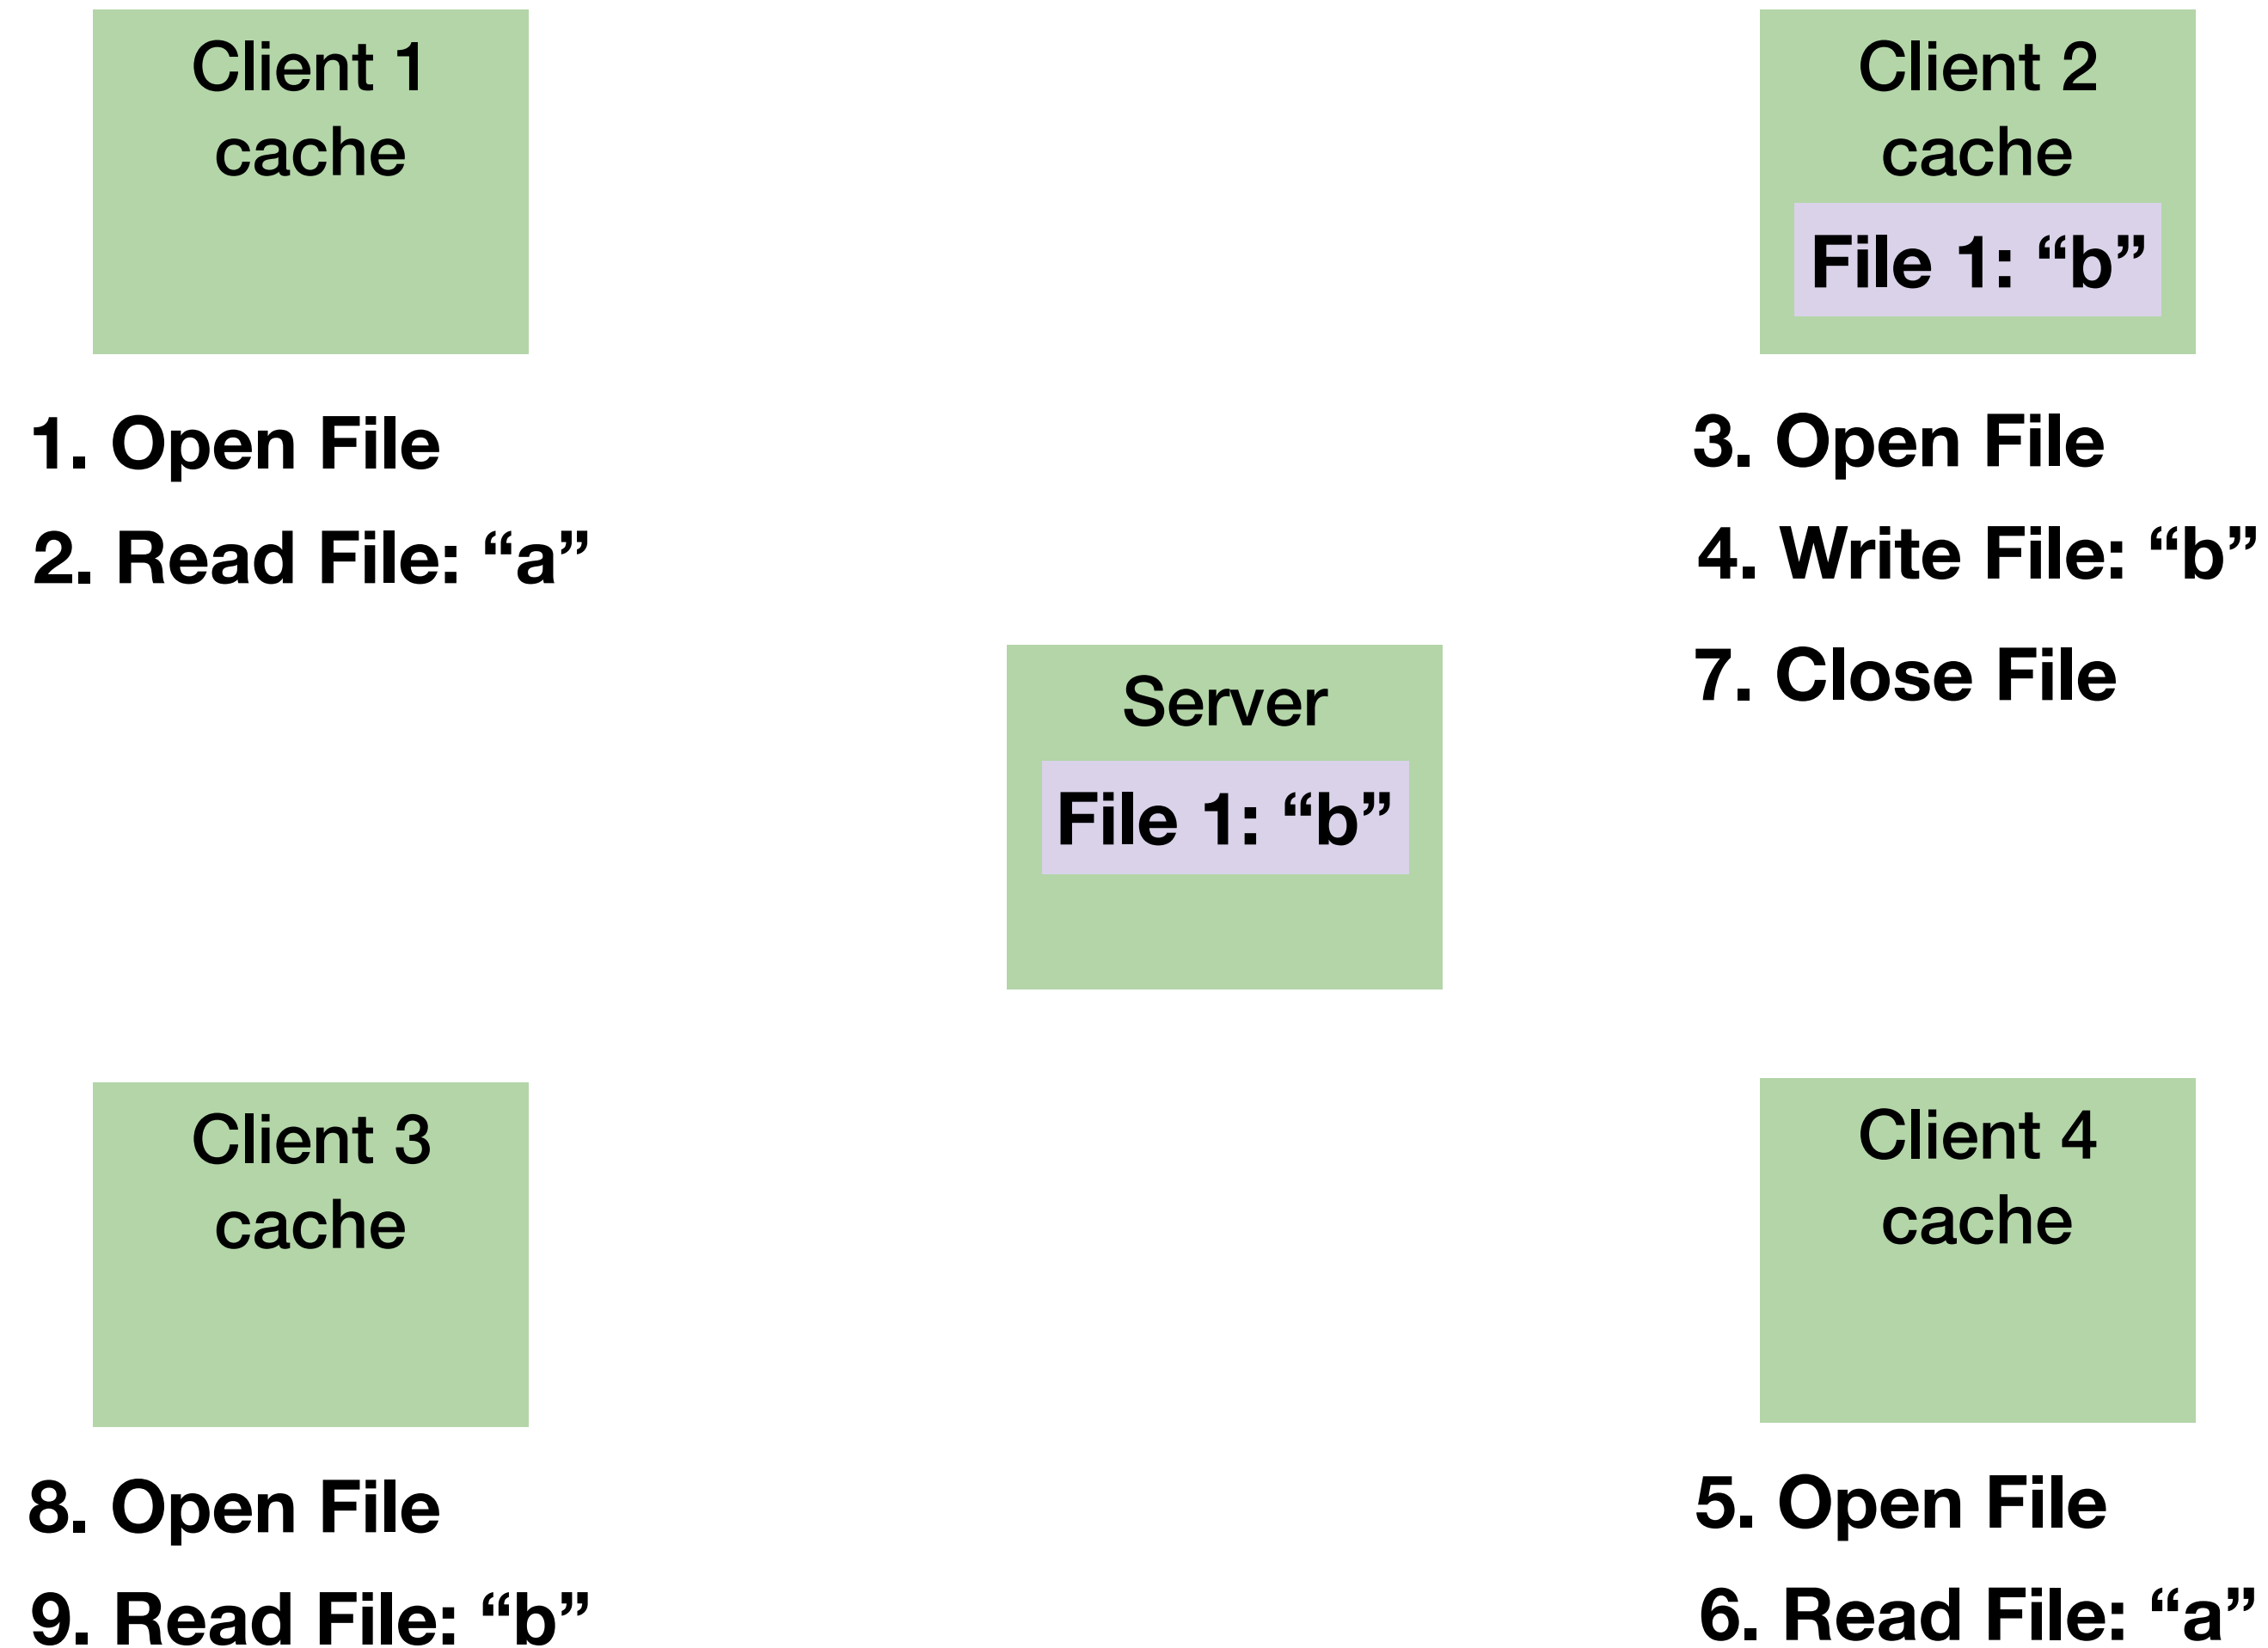 Client 1
cache
1. Open File
2. Read File: “a”
Client 2
cache
File 1: “b”
3. Open File
4. Write File: “b”
7. Close File
Server
File 1: “b”
Client 3
cache
8. Open File
9. Read File: “b”
Client 4
cache
5. Open File
6. Read File: “a”